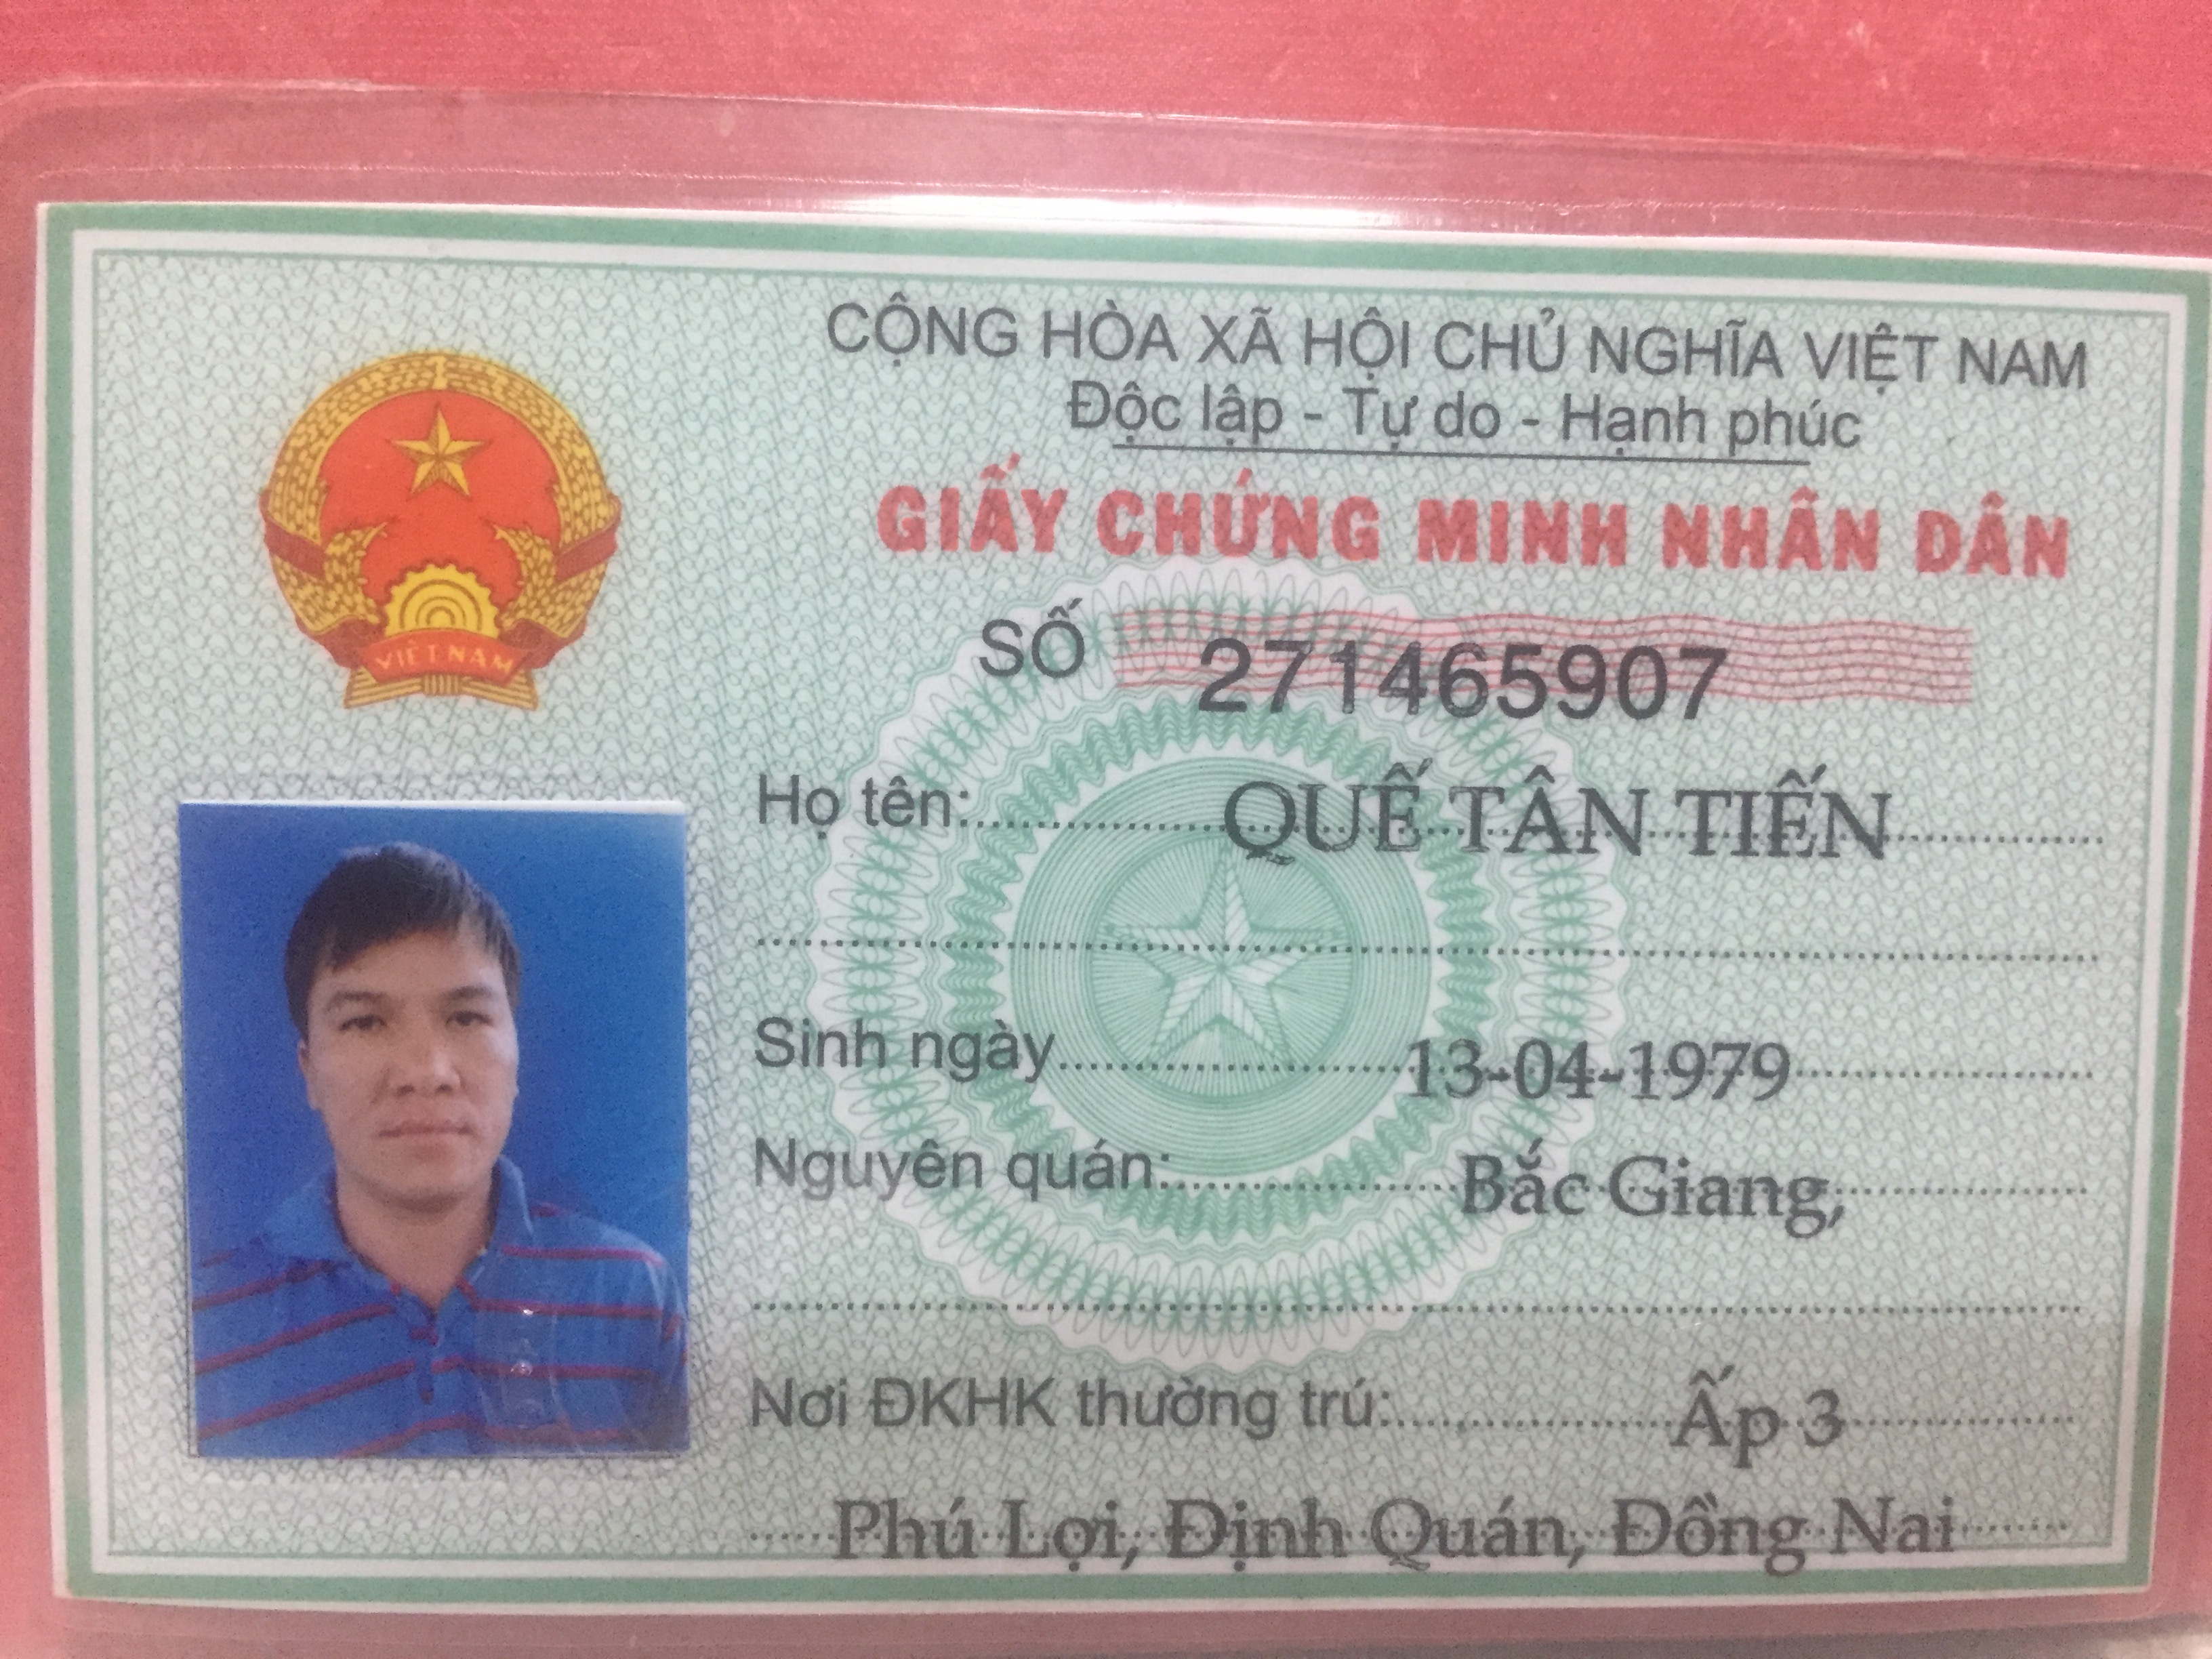 CỘNG HÒA XÃ HỘI CHỦ NGHĨA VIỆT NAM
Độc lập - Tự do - Hạnh phúc
GIẤY CHỨNG MINH NHÂN DÂN
SỐ 271465907
VIỆT NAM
Họ tên: QUẾ TÂN TIẾN
Sinh ngày 13-04-1979
Nguyên quán: Bắc Giang,
Nơi ĐKHK thường trú: Ấp 3
Phú Lợi, Định Quán, Đồng Nai